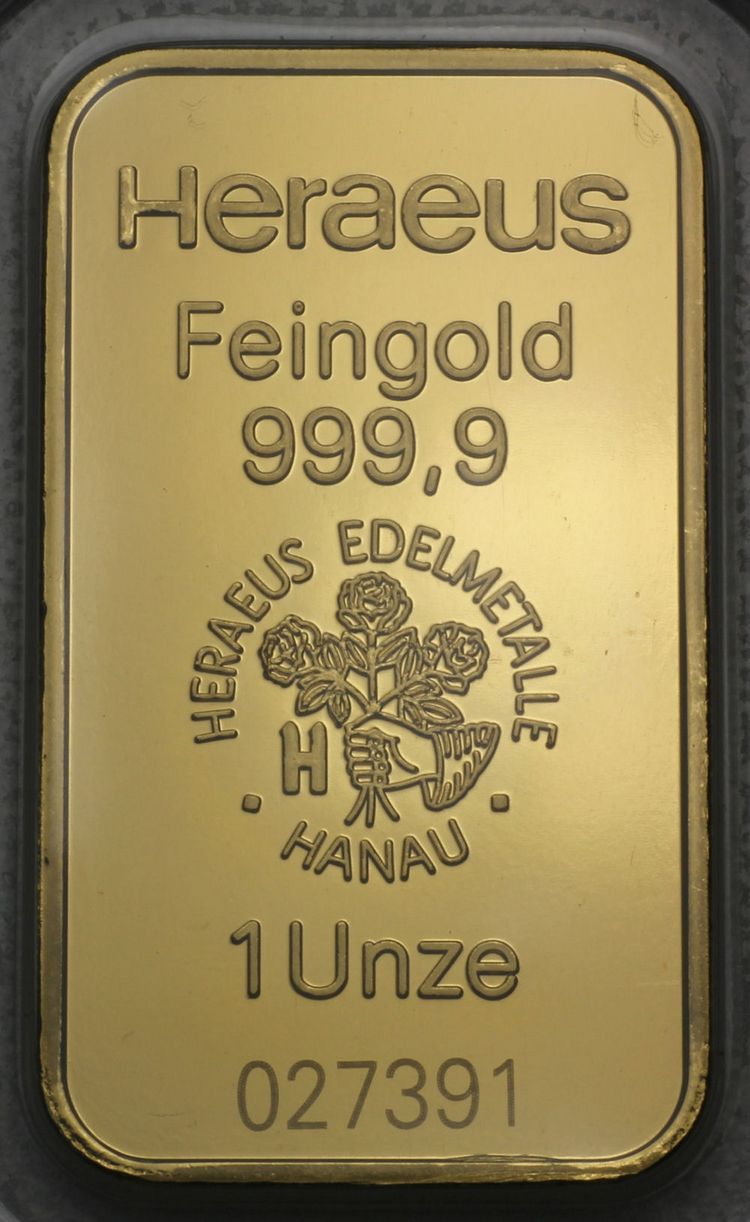 Heraeus
Feingold
999,9
HERAEUS EDELMETALLE
H
HANAU
1 Unze
027391